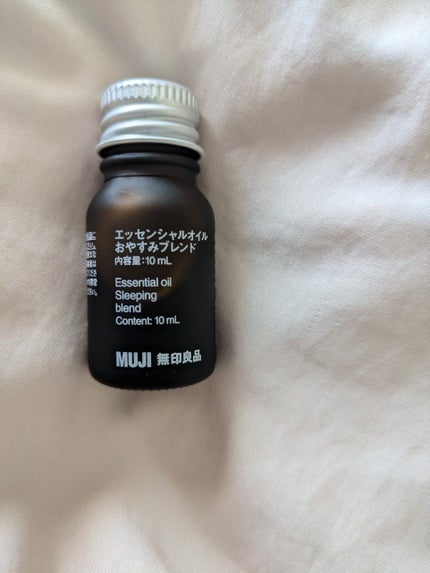 エッセンシャルオイル
おやすみブレンド
内容量:10 mL
Essential oil
Sleeping
blend
Content: 10 mL
MUJI 無印良品